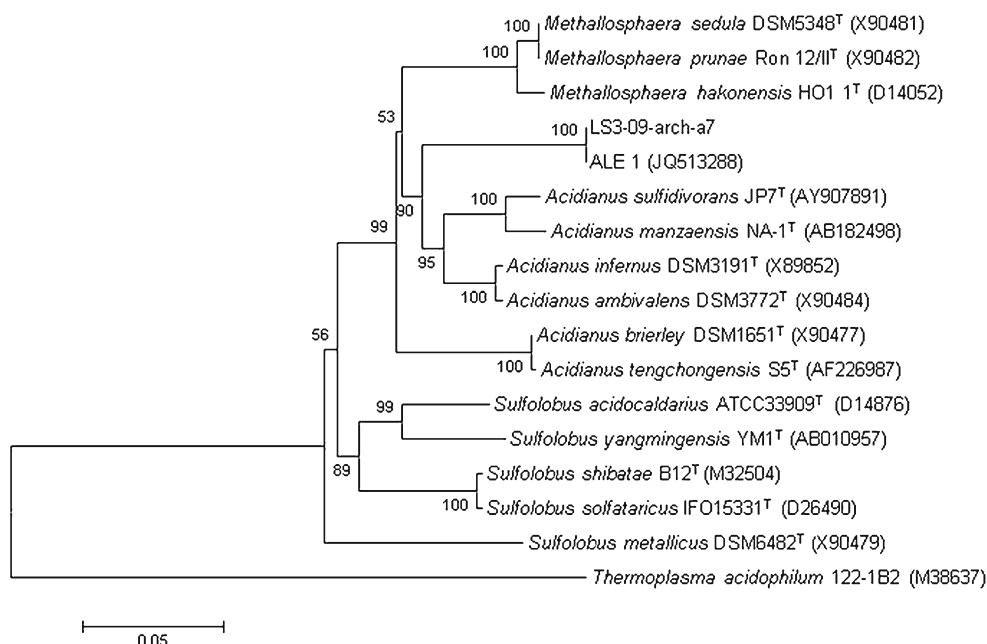 100
Methallosphaera sedula DSM5348ᵀ (X90481)
100
Methallosphaera prunae Ron 12/IIᵀ (X90482)
Methallosphaera hakonensis HO1 1ᵀ (D14052)
53
100
LS3-09-arch-a7
ALE 1 (JQ513288)
100
Acidianus sulfidivorans JP7ᵀ (AY907891)
90
99
Acidianus manzaensis NA-1ᵀ (AB182498)
95
Acidianus infernus DSM3191ᵀ (X89852)
100
Acidianus ambivalens DSM3772ᵀ (X90484)
56
Acidianus brierley DSM1651ᵀ (X90477)
100
Acidianus tengchongensis S5ᵀ (AF226987)
99
Sulfolobus acidocaldarius ATCC33909ᵀ (D14876)
Sulfolobus yangmingensis YM1ᵀ (AB010957)
89
Sulfolobus shibatae B12ᵀ (M32504)
100
Sulfolobus solfataricus IFO15331ᵀ (D26490)
Sulfolobus metallicus DSM6482ᵀ (X90479)
Thermoplasma acidophilum 122-1B2 (M38637)
0.05